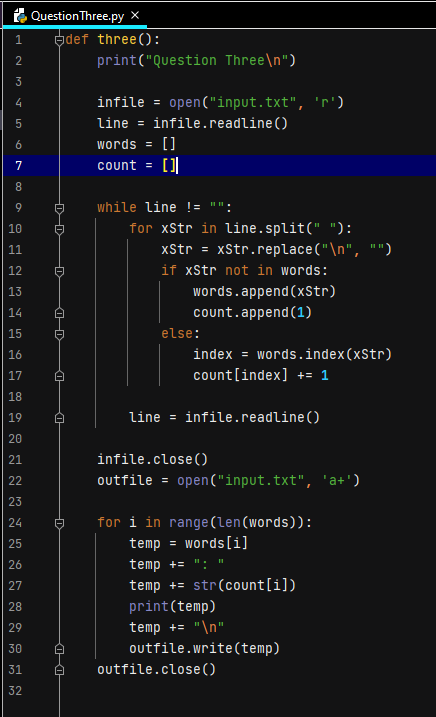 QuestionThree.py
1 def three():
2     print("Question Three\n")
3
4     infile = open("input.txt", 'r')
5     line = infile.readline()
6     words = []
7     count = []
8
9     while line != "":
10         for xStr in line.split(" "):
11             xStr = xStr.replace("\n", "")
12             if xStr not in words:
13                 words.append(xStr)
14                 count.append(1)
15             else:
16                 index = words.index(xStr)
17                 count[index] += 1
18
19         line = infile.readline()
20
21     infile.close()
22     outfile = open("input.txt", 'a+')
23
24     for i in range(len(words)):
25         temp = words[i]
26         temp += ": "
27         temp += str(count[i])
28         print(temp)
29         temp += "\n"
30         outfile.write(temp)
31     outfile.close()
32